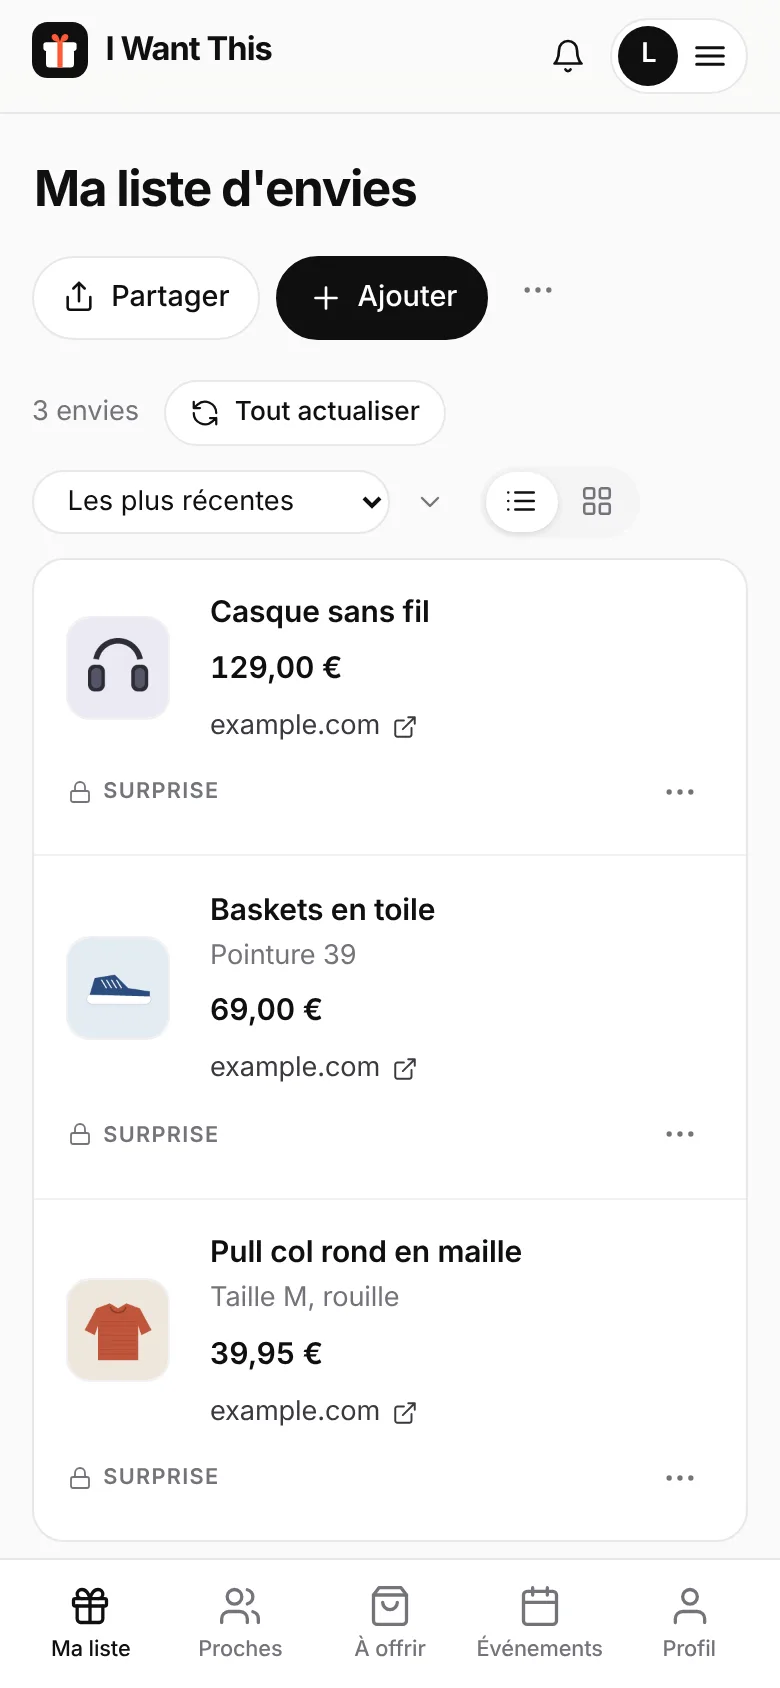 I Want This
L
Ma liste d'envies
Partager
Ajouter
3 envies
Tout actualiser
Les plus récentes
Casque sans fil
129,00 €
example.com
SURPRISE
Baskets en toile
Pointure 39
69,00 €
example.com
SURPRISE
Pull col rond en maille
Taille M, rouille
39,95 €
example.com
SURPRISE
Ma liste
Proches
À offrir
Événements
Profil